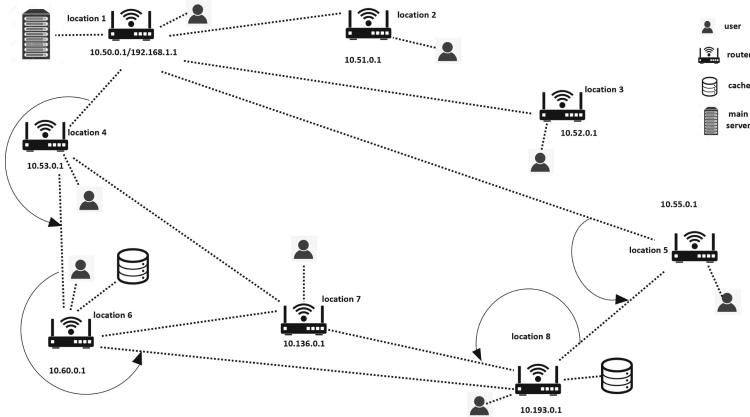 location 1
10.50.0.1/192.168.1.1
location 2
10.51.0.1
user
router
cache
main
server
location 3
10.52.0.1
location 4
10.53.0.1
10.55.0.1
location 5
location 6
10.60.0.1
location 7
10.136.0.1
location 8
10.193.0.1